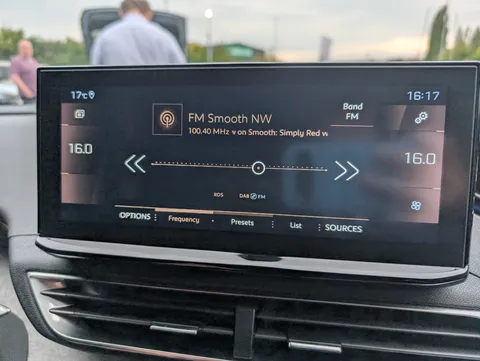 17°C
16:17
FM Smooth NW
Band
FM
100.40 MHz v on Smooth: Simply Red w
16.0
16.0
RDS
DAB FM
OPTIONS
Frequency
Presets
List
SOURCES